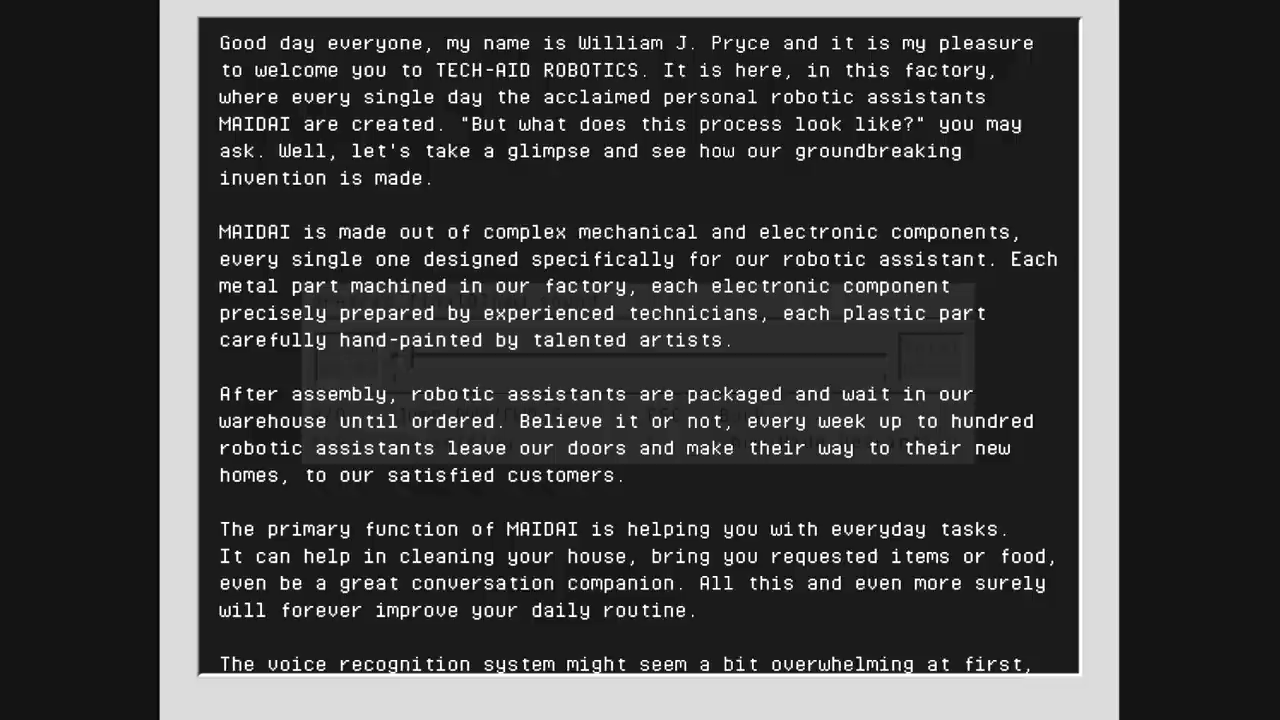 Good day everyone, my name is William J. Pryce and it is my pleasure
to welcome you to TECH-AID ROBOTICS. It is here, in this factory,
where every single day the acclaimed personal robotic assistants
MAIDAI are created. "But what does this process look like?" you may
ask. Well, let's take a glimpse and see how our groundbreaking
invention is made.
MAIDAI is made out of complex mechanical and electronic components,
every single one designed specifically for our robotic assistant. Each
metal part machined in our factory, each electronic component
precisely prepared by experienced technicians, each plastic part
carefully hand-painted by talented artists.
After assembly, robotic assistants are packaged and wait in our
warehouse until ordered. Believe it or not, every week up to hundred
robotic assistants leave our doors and make their way to their new
homes, to our satisfied customers.
The primary function of MAIDAI is helping you with everyday tasks.
It can help in cleaning your house, bring you requested items or food,
even be a great conversation companion. All this and even more surely
will forever improve your daily routine.
The voice recognition system might seem a bit overwhelming at first,